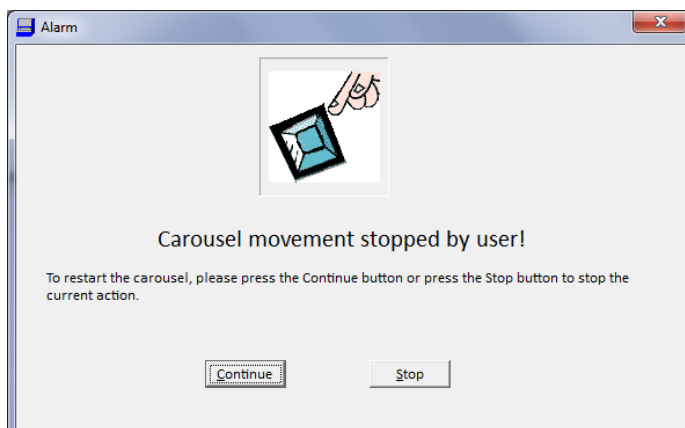 Alarm
Carousel movement stopped by user!
To restart the carousel, please press the Continue button or press the Stop button to stop the
current action.
Continue
Stop